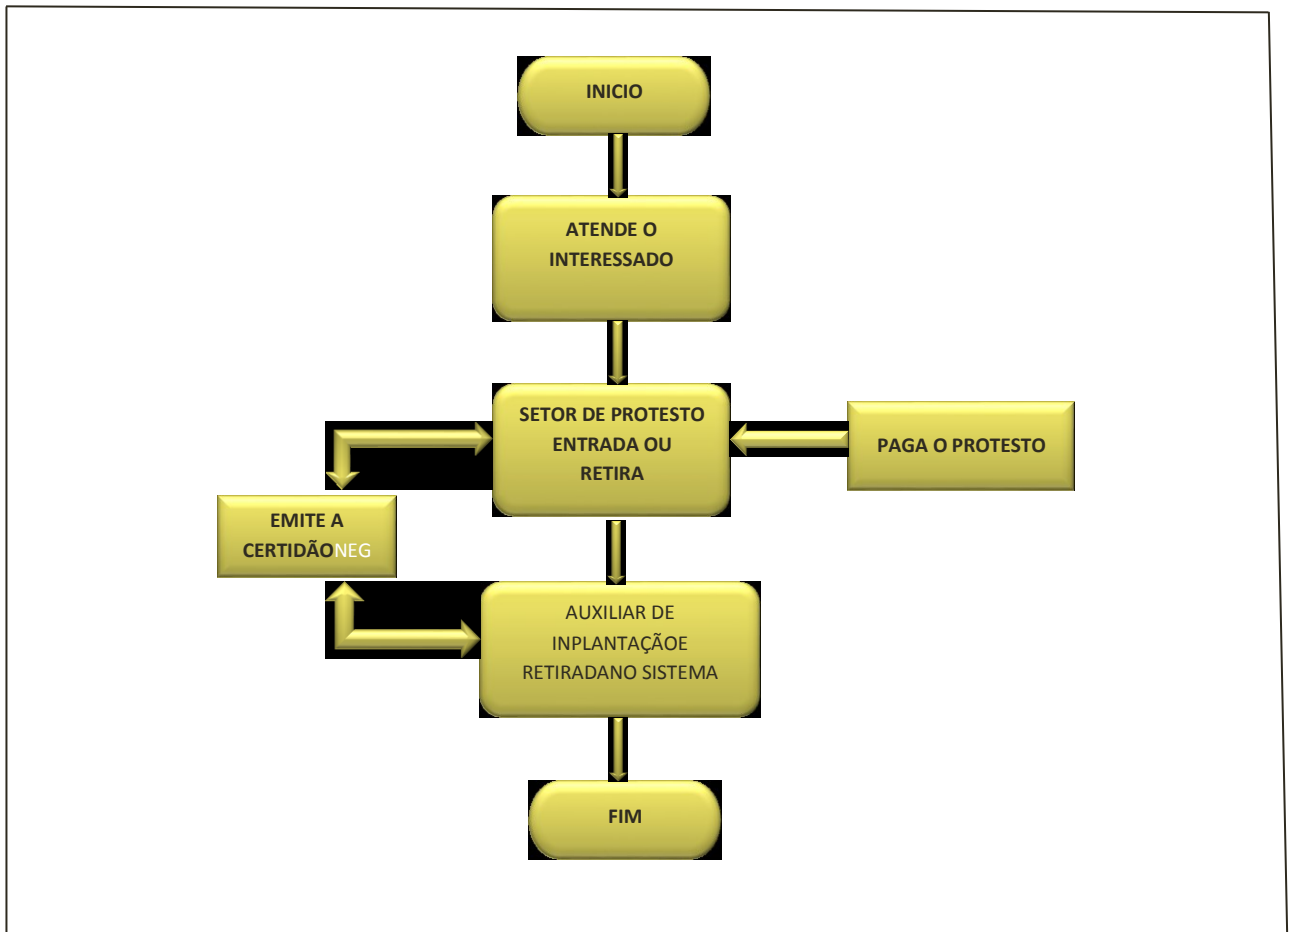 INICIO
ATENDE O
INTERESSADO
SETOR DE PROTESTO
ENTRADA OU
RETIRA
PAGA O PROTESTO
EMITE A
CERTIDÃONEG
AUXILIAR DE
INPLANTAÇÃOE
RETIRADANO SISTEMA
FIM